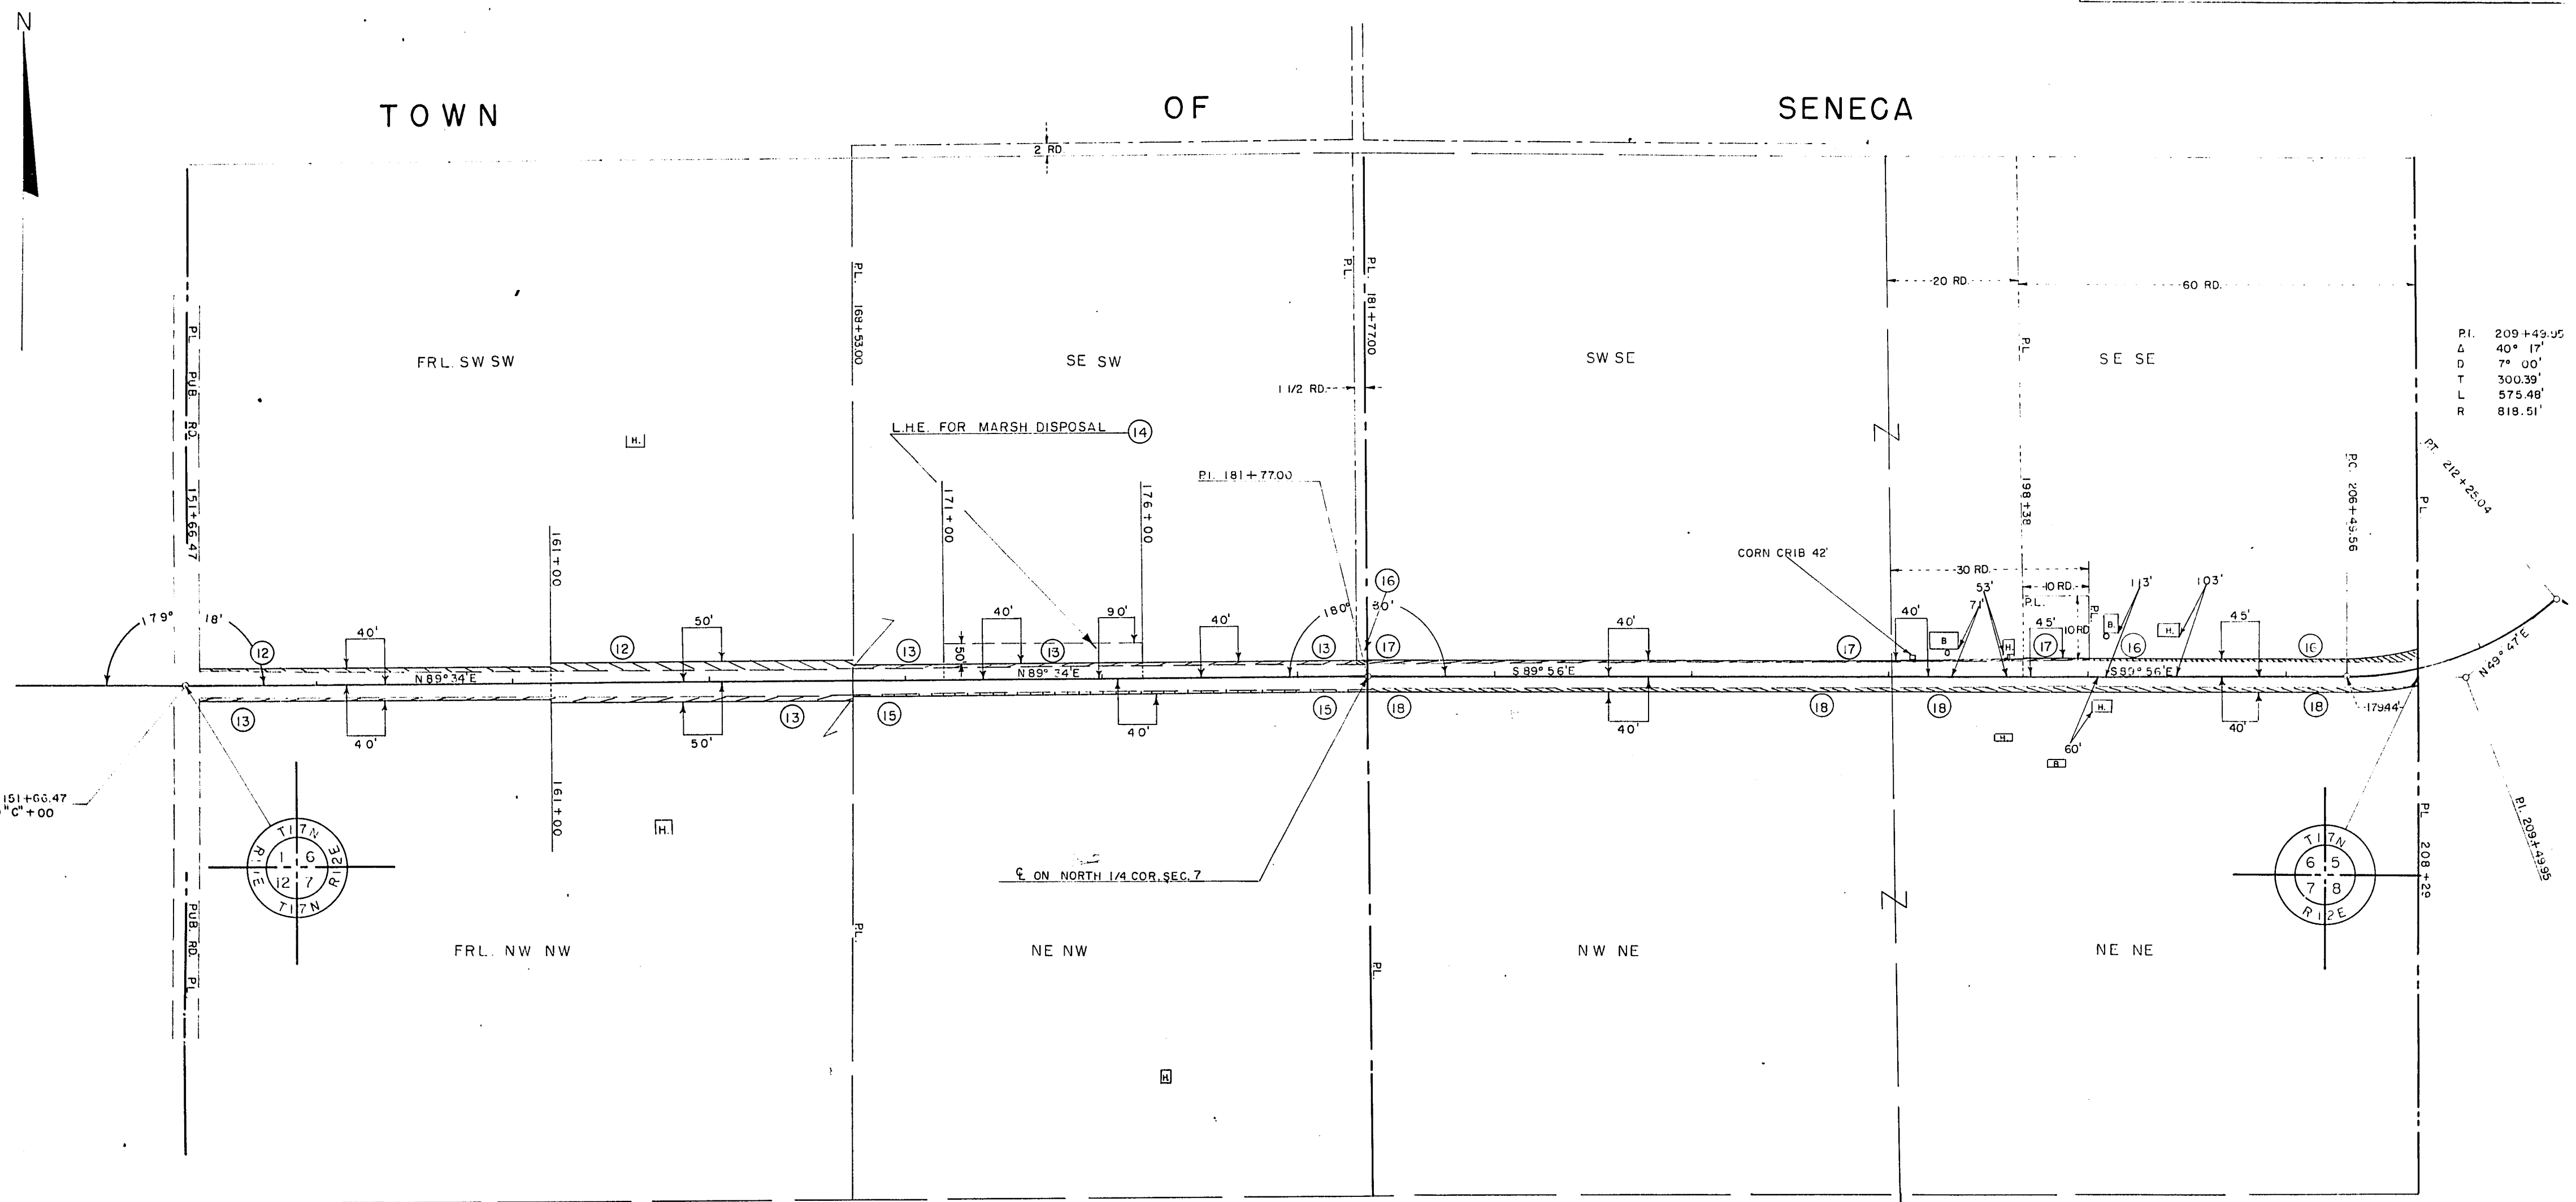 N
TOWN OF SENECA
2 RD.
20 RD.
60 RD.
P.I. 209+49.95
Δ 40° 17'
D 7° 00'
T 300.39'
L 575.48'
R 818.51'
P.L. PUB. RD. 151+66.47
P.L. 168+53.00
P.L.
P.L. 181+77.00
P.L.
FRL. SW SW
SE SW
SW SE
SE SE
1 1/2 RD.
L.H.E. FOR MARSH DISPOSAL 14
H.
P.I. 181+77.00
171+00
176+00
161+00
198+38
P.C. 206+49.56
P.T. 212+25.04
P.L.
CORN CRIB 42'
30 RD.
10 RD.
10 RD.
P.L.
P.L.
53'
71'
113'
103'
16
179° 18'
12
40'
12
50'
13
50'
40'
13
90'
40'
13
17
40'
17
40'
B
H.
45'
17
B.
16
H.
45'
16
N 89° 34'E
N 89° 34'E
S 89° 56'E
S 89° 56'E
N 49° 47'E
13
40'
50'
13
15
40'
15
18
40'
18
18
H.
B
60'
H.
40'
18
179.44'
151+66.47
"C"+00
161+00
H.
T17N
R11E
R12E
1 6
12 7
T17N
℄ ON NORTH 1/4 COR. SEC. 7
T17N
6 5
7 8
R12E
P.I. 209+49.95
P.L. 208+29
PUB. RD. P.L.
P.L.
P.L.
FRL. NW NW
NE NW
NW NE
NE NE
H.